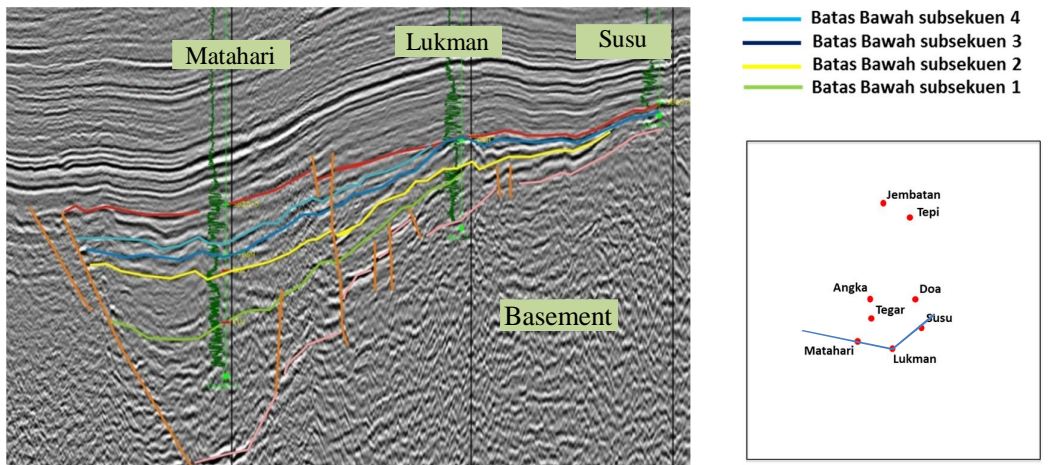 Matahari
Lukman
Susu
Basement
Batas Bawah subsekuen 4
Batas Bawah subsekuen 3
Batas Bawah subsekuen 2
Batas Bawah subsekuen 1
Jembatan
Tepi
Angka
Doa
Tegar
Susu
Matahari
Lukman